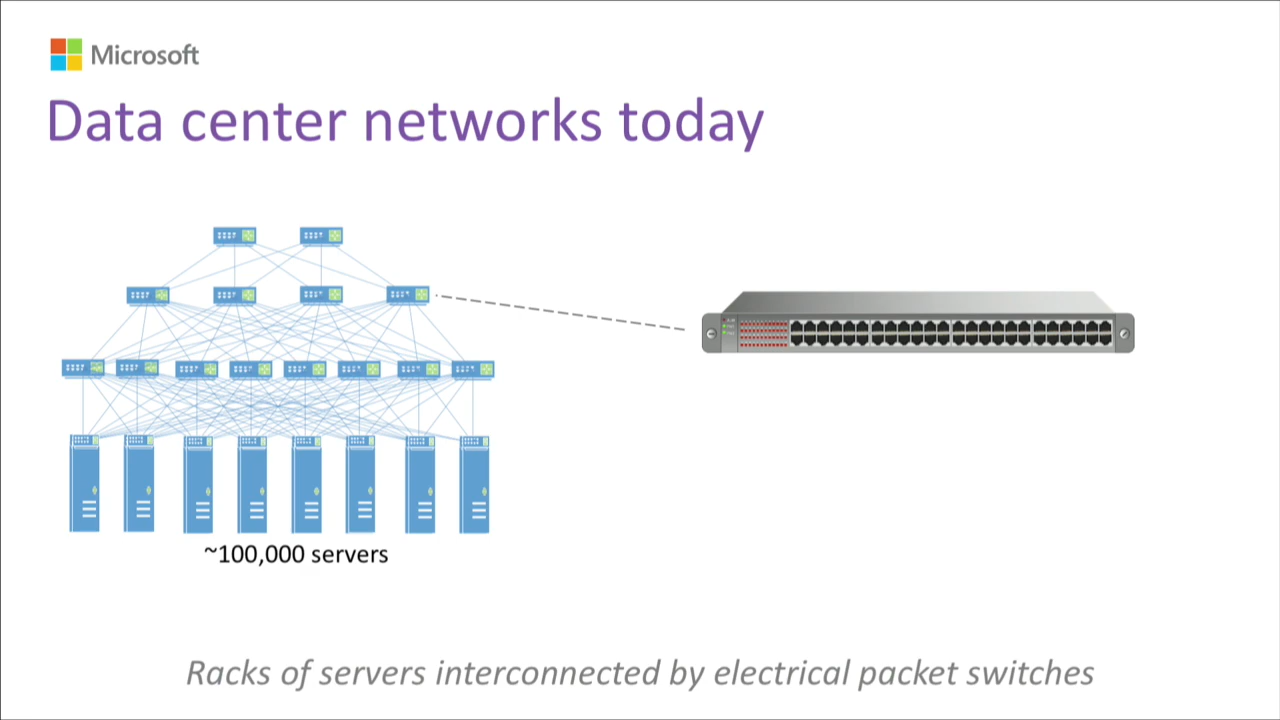 Microsoft
Data center networks today
~100,000 servers
Racks of servers interconnected by electrical packet switches